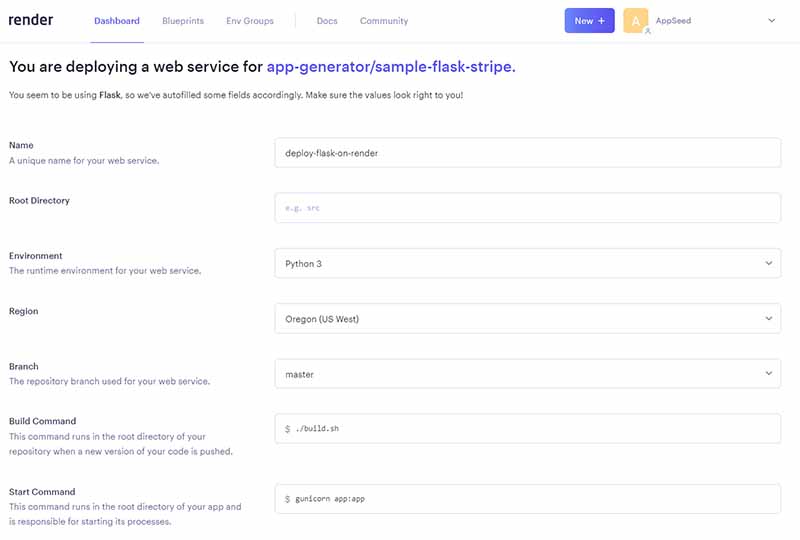 render Dashboard Blueprints Env Groups Docs Community New + A AppSeed
You are deploying a web service for app-generator/sample-flask-stripe.
You seem to be using Flask, so we've autofilled some fields accordingly. Make sure the values look right to you!
Name
A unique name for your web service.
deploy-flask-on-render
Root Directory
e.g. src
Environment
The runtime environment for your web service.
Python 3
Region
Oregon (US West)
Branch
The repository branch used for your web service.
master
Build Command
This command runs in the root directory of your
repository when a new version of your code is pushed.
$ ./build.sh
Start Command
This command runs in the root directory of your app and
is responsible for starting its processes.
$ gunicorn app:app